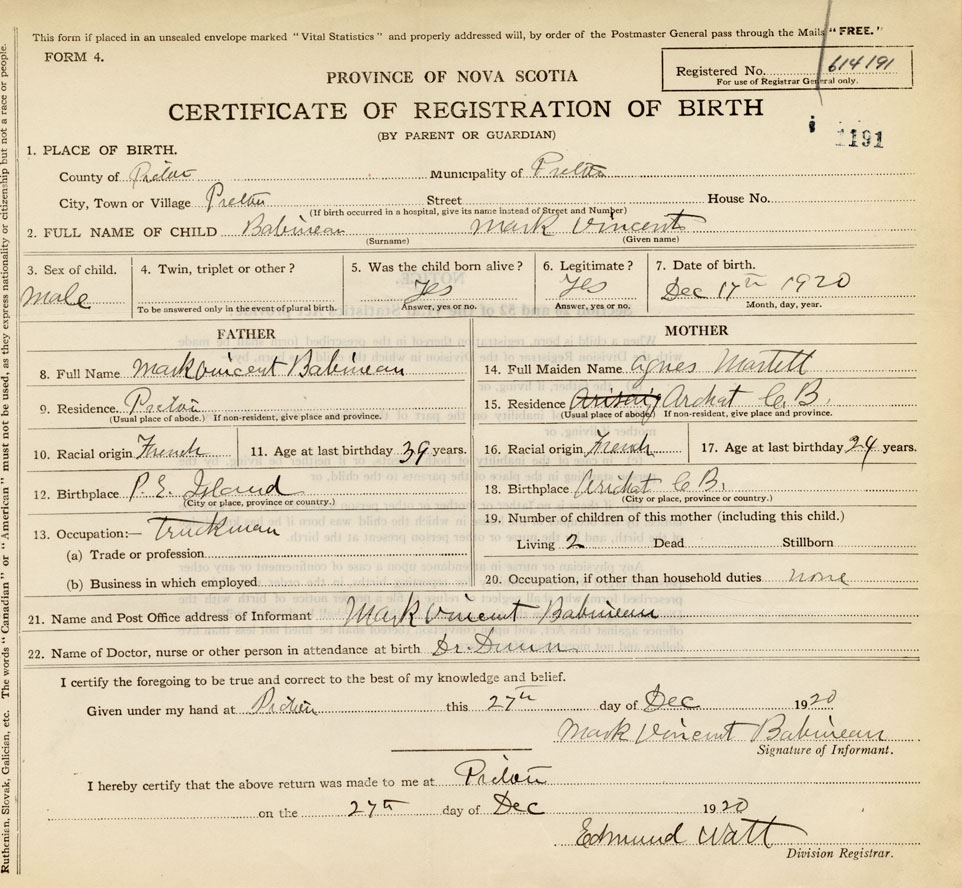 This form if placed in an unsealed envelope marked "Vital Statistics" and properly addressed will, by order of the Postmaster General pass through the Mails "FREE."
FORM 4.
Registered No. 614191
For use of Registrar General only.
PROVINCE OF NOVA SCOTIA
CERTIFICATE OF REGISTRATION OF BIRTH
(BY PARENT OR GUARDIAN)
1191
1. PLACE OF BIRTH.
County of Pictou Municipality of Pictou
City, Town or Village Pictou Street House No.
(If birth occurred in a hospital, give its name instead of Street and Number)
2. FULL NAME OF CHILD Babineau Mark Vincent
(Surname) (Given name)
3. Sex of child. 4. Twin, triplet or other? 5. Was the child born alive? 6. Legitimate? 7. Date of birth.
Male Yes Yes Dec 17th 1920
To be answered only in the event of plural birth. Answer, yes or no. Answer, yes or no. Month, day, year.
FATHER
8. Full Name Mark Vincent Babineau
9. Residence Pictou
(Usual place of abode.) If non-resident, give place and province.
10. Racial origin French 11. Age at last birthday 39 years.
12. Birthplace P. E. Island
(City or place, province or country.)
13. Occupation:— Truckman
(a) Trade or profession
(b) Business in which employed
MOTHER
14. Full Maiden Name Agnes Martell
15. Residence Arichat C. B.
(Usual place of abode) If non-resident, give place and province.
16. Racial origin French 17. Age at last birthday 24 years.
18. Birthplace Arichat C B.
(City or place, province or country.)
19. Number of children of this mother (including this child.)
Living 2 Dead Stillborn
20. Occupation, if other than household duties none
21. Name and Post Office address of Informant Mark Vincent Babineau
22. Name of Doctor, nurse or other person in attendance at birth Dr. Dunn
I certify the foregoing to be true and correct to the best of my knowledge and belief.
Given under my hand at Pictou this 27th day of Dec 1920
Mark Vincent Babineau
Signature of Informant.
I hereby certify that the above return was made to me at Pictou
on the 27th day of Dec 1920
Edmund Watt
Division Registrar.
Ruthenian, Slovak, Galician, etc. The words "Canadian" or "American" must not be used, as they express nationality or citizenship but not a race or people.